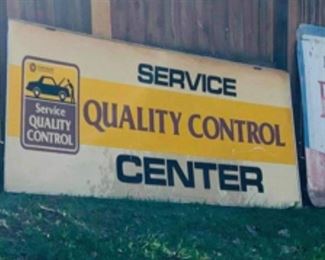 SERVICE
QUALITY CONTROL
CENTER
Service
QUALITY
CONTROL